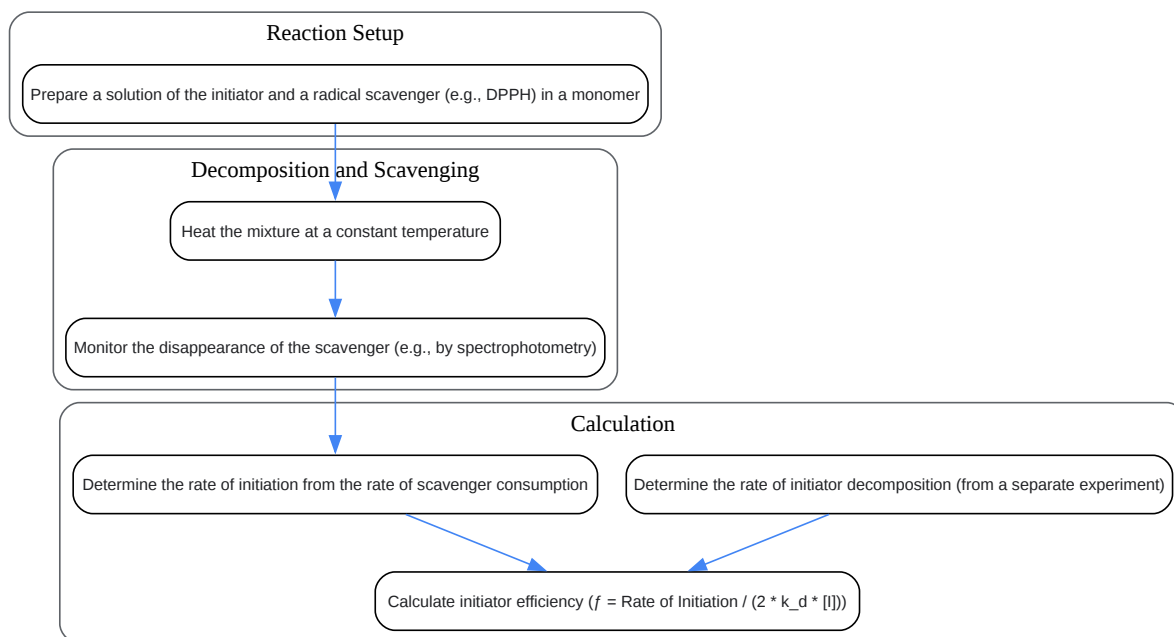 Reaction Setup
Prepare a solution of the initiator and a radical scavenger (e.g., DPPH) in a monomer
Decomposition and Scavenging
Heat the mixture at a constant temperature
Monitor the disappearance of the scavenger (e.g., by spectrophotometry)
Calculation
Determine the rate of initiation from the rate of scavenger consumption
Determine the rate of initiator decomposition (from a separate experiment)
Calculate initiator efficiency (ƒ = Rate of Initiation / (2 * k_d * [I]))